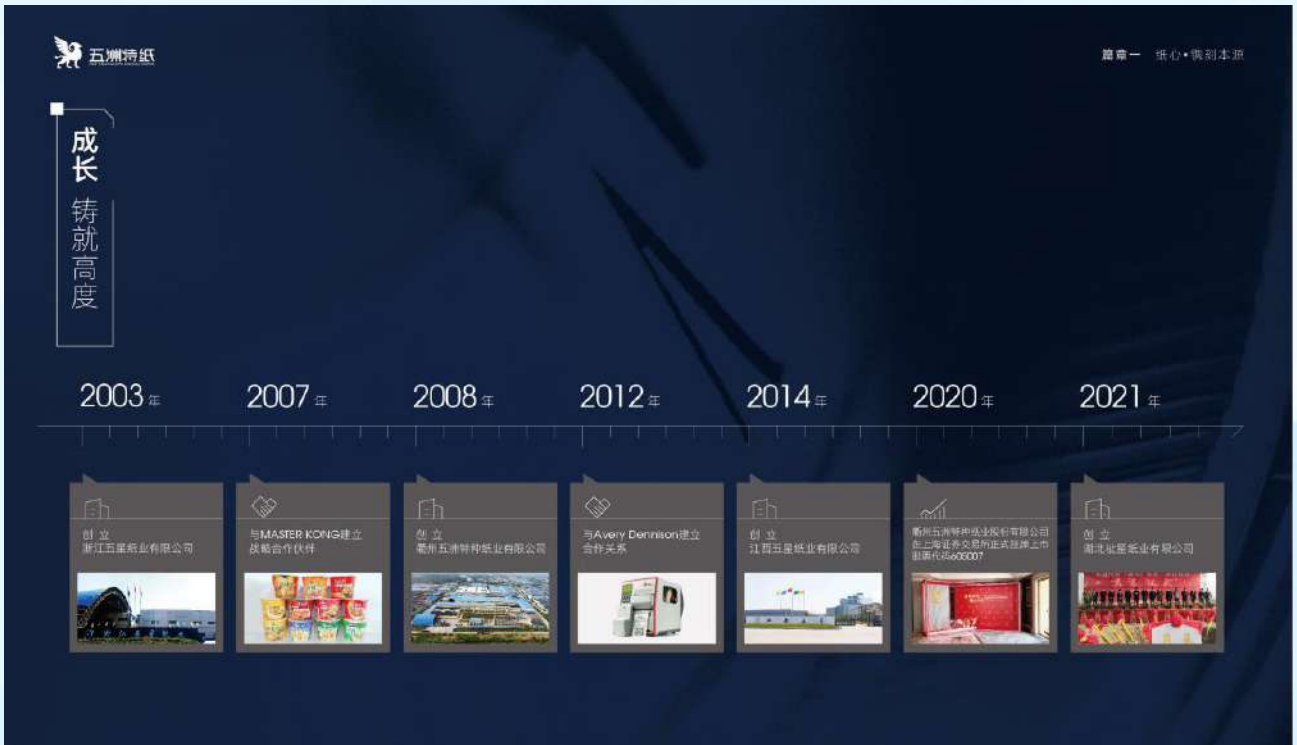 五洲特纸
篇章一 纸心·镌刻本源
成长
铸就高度
2003年
2007年
2008年
2012年
2014年
2020年
2021年
创 立
浙江五星纸业有限公司
与MASTER KONG建立
战略合作伙伴
创 立
衢州五洲特种纸业有限公司
与Avery Dennison建立
合作关系
创 立
江西五星纸业有限公司
衢州五洲特种纸业股份有限公司
在上海证券交易所正式挂牌上市
股票代码605007
创 立
湖北祉星纸业有限公司